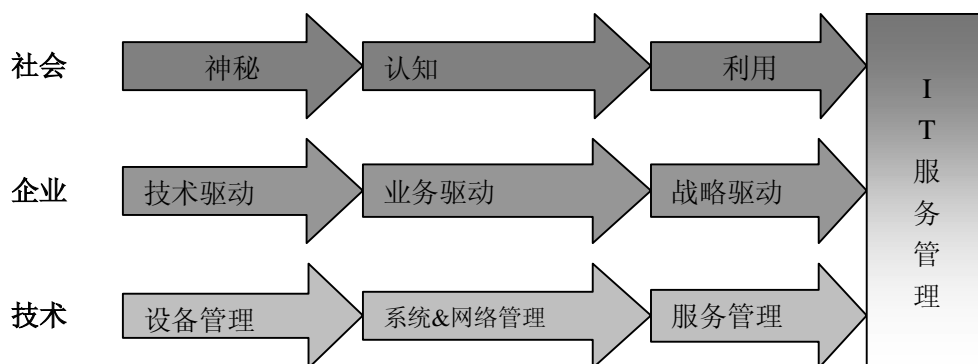 社会 神秘 认知 利用
企业 技术驱动 业务驱动 战略驱动
技术 设备管理 系统&网络管理 服务管理
I
T
服
务
管
理